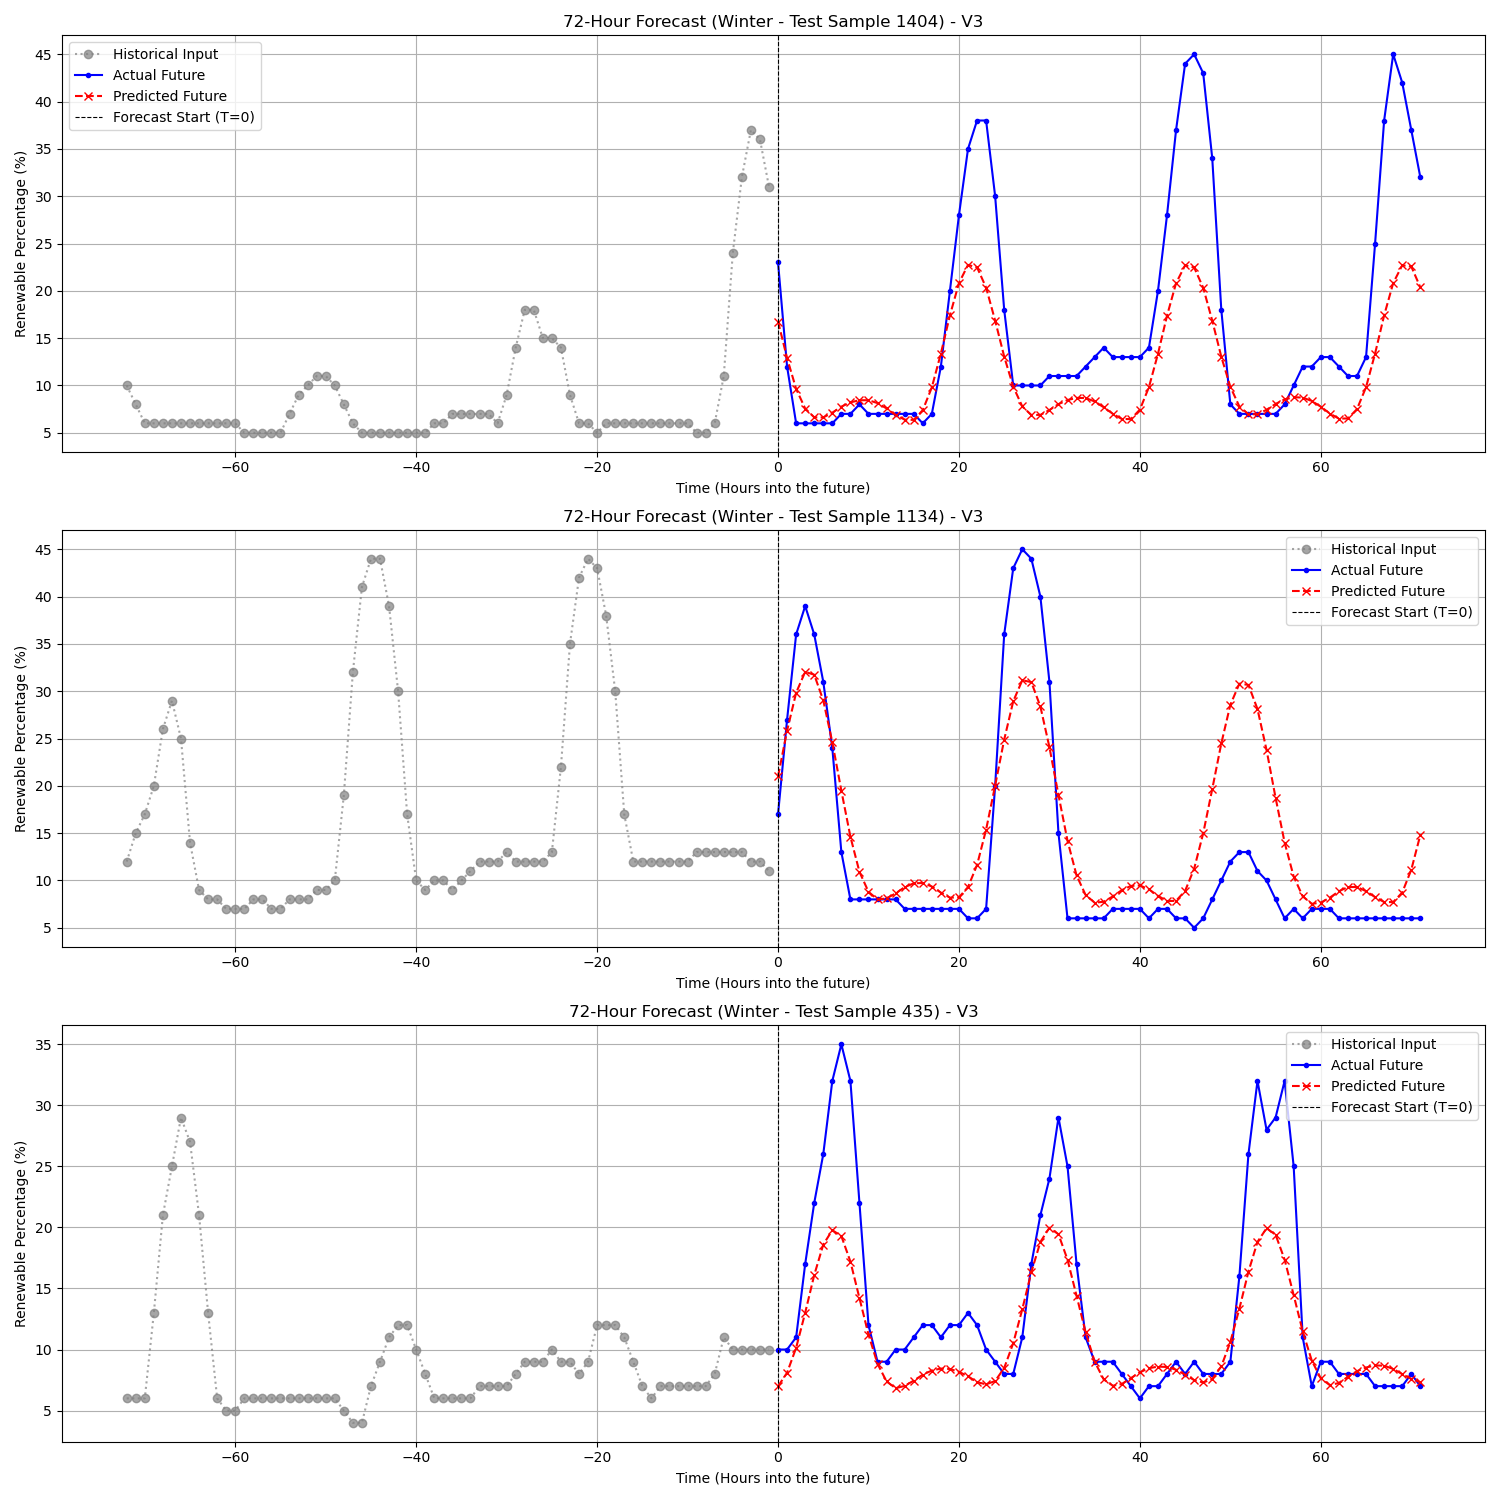 72-Hour Forecast (Winter - Test Sample 1404) - V3
Renewable Percentage (%)
45
40
35
30
25
20
15
10
5
Historical Input
Actual Future
Predicted Future
Forecast Start (T=0)
−60
−40
−20
0
20
40
60
Time (Hours into the future)
72-Hour Forecast (Winter - Test Sample 1134) - V3
Renewable Percentage (%)
45
40
35
30
25
20
15
10
5
Historical Input
Actual Future
Predicted Future
Forecast Start (T=0)
−60
−40
−20
0
20
40
60
Time (Hours into the future)
72-Hour Forecast (Winter - Test Sample 435) - V3
Renewable Percentage (%)
35
30
25
20
15
10
5
Historical Input
Actual Future
Predicted Future
Forecast Start (T=0)
−60
−40
−20
0
20
40
60
Time (Hours into the future)